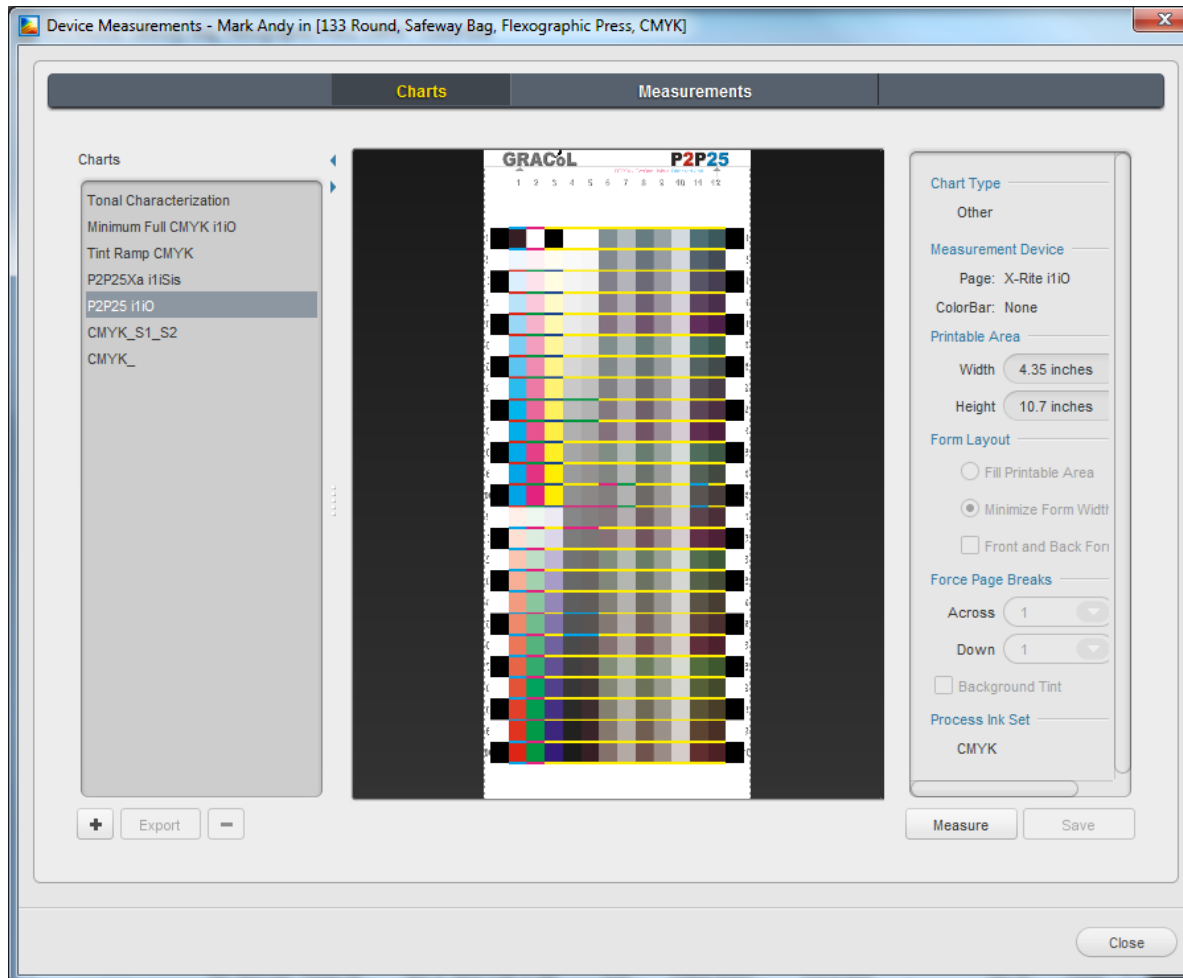 Device Measurements - Mark Andy in [133 Round, Safeway Bag, Flexographic Press, CMYK]
Charts
Measurements
Charts
Tonal Characterization
Minimum Full CMYK i1iO
Tint Ramp CMYK
P2P25Xa i1iSis
P2P25 i1iO
CMYK_S1_S2
CMYK_
+
Export
−
GRACoL
P2P25
1 2 3 4 5 6 7 8 9 10 11 12
Chart Type
Other
Measurement Device
Page: X-Rite i1iO
ColorBar: None
Printable Area
Width 4.35 inches
Height 10.7 inches
Form Layout
Fill Printable Area
Minimize Form Width
Front and Back For
Force Page Breaks
Across 1
Down 1
Background Tint
Process Ink Set
CMYK
Measure
Save
Close